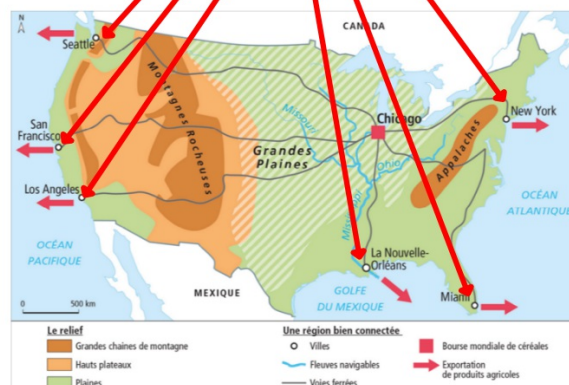 N
CANADA
Seattle
Montagnes Rocheuses
Missouri
Chicago
New York
San
Francisco
Grandes
Plaines
Ohio
Appalaches
Los Angeles
Mississippi
OCÉAN
ATLANTIQUE
OCÉAN
PACIFIQUE
La Nouvelle-
Orléans
MEXIQUE
GOLFE
DU MEXIQUE
Miami
0 500 km
Le relief
Grandes chaines de montagne
Hauts plateaux
Plaines
Une région bien connectée
Villes
Fleuves navigables
Voies ferrées
Bourse mondiale de céréales
Exportation
de produits agricoles